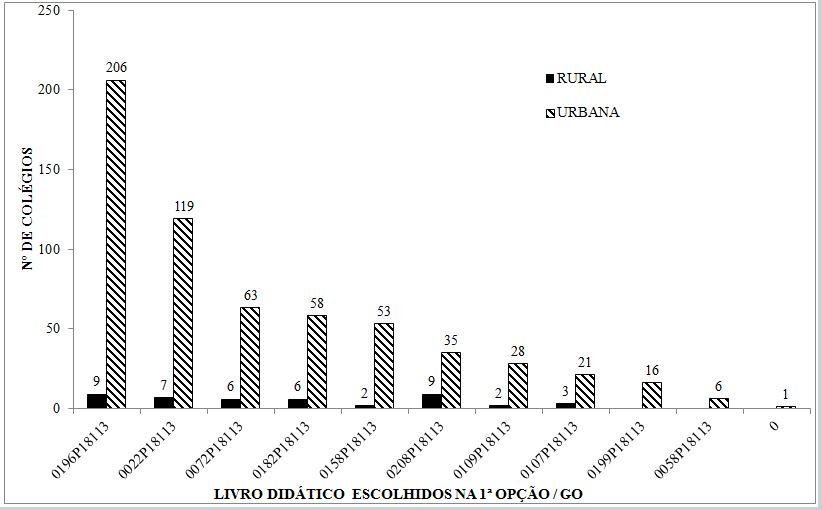 250
200
150
100
50
0
Nº DE COLÉGIOS
RURAL
URBANA
9
206
7
119
6
63
6
58
2
53
9
35
2
28
3
21
16
6
1
0196P18113
0022P18113
0072P18113
0182P18113
0158P18113
0208P18113
0109P18113
0107P18113
0199P18113
0058P18113
0
LIVRO DIDÁTICO ESCOLHIDOS NA 1ª OPÇÃO / GO